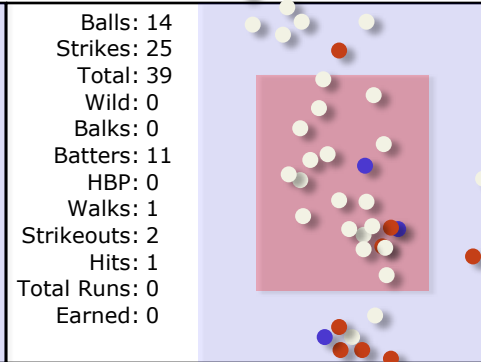 Balls: 14
Strikes: 25
Total: 39
Wild: 0
Balks: 0
Batters: 11
HBP: 0
Walks: 1
Strikeouts: 2
Hits: 1
Total Runs: 0
Earned: 0